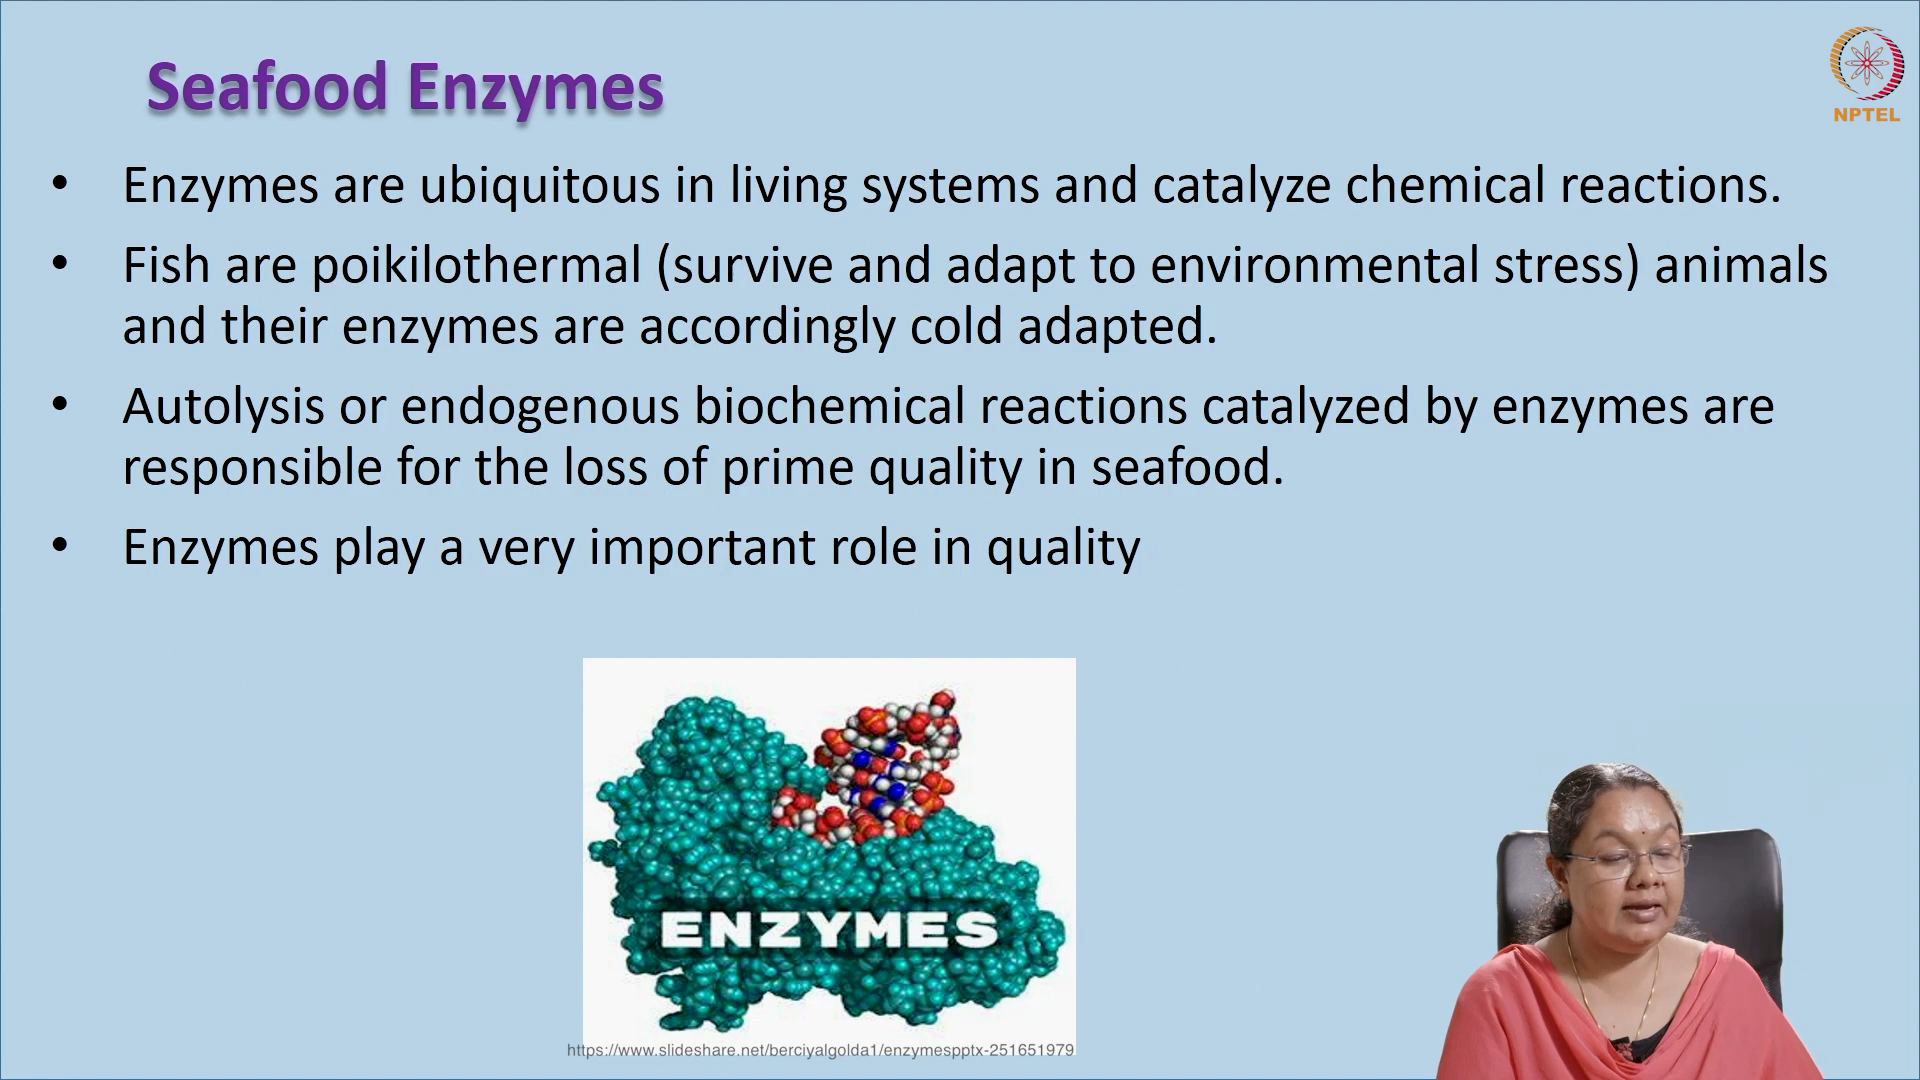 Seafood Enzymes
NPTEL
• Enzymes are ubiquitous in living systems and catalyze chemical reactions.
• Fish are poikilothermal (survive and adapt to environmental stress) animals
and their enzymes are accordingly cold adapted.
• Autolysis or endogenous biochemical reactions catalyzed by enzymes are
responsible for the loss of prime quality in seafood.
• Enzymes play a very important role in quality
ENZYMES
https://www.slideshare.net/berciyalgolda1/enzymespptx-251651979